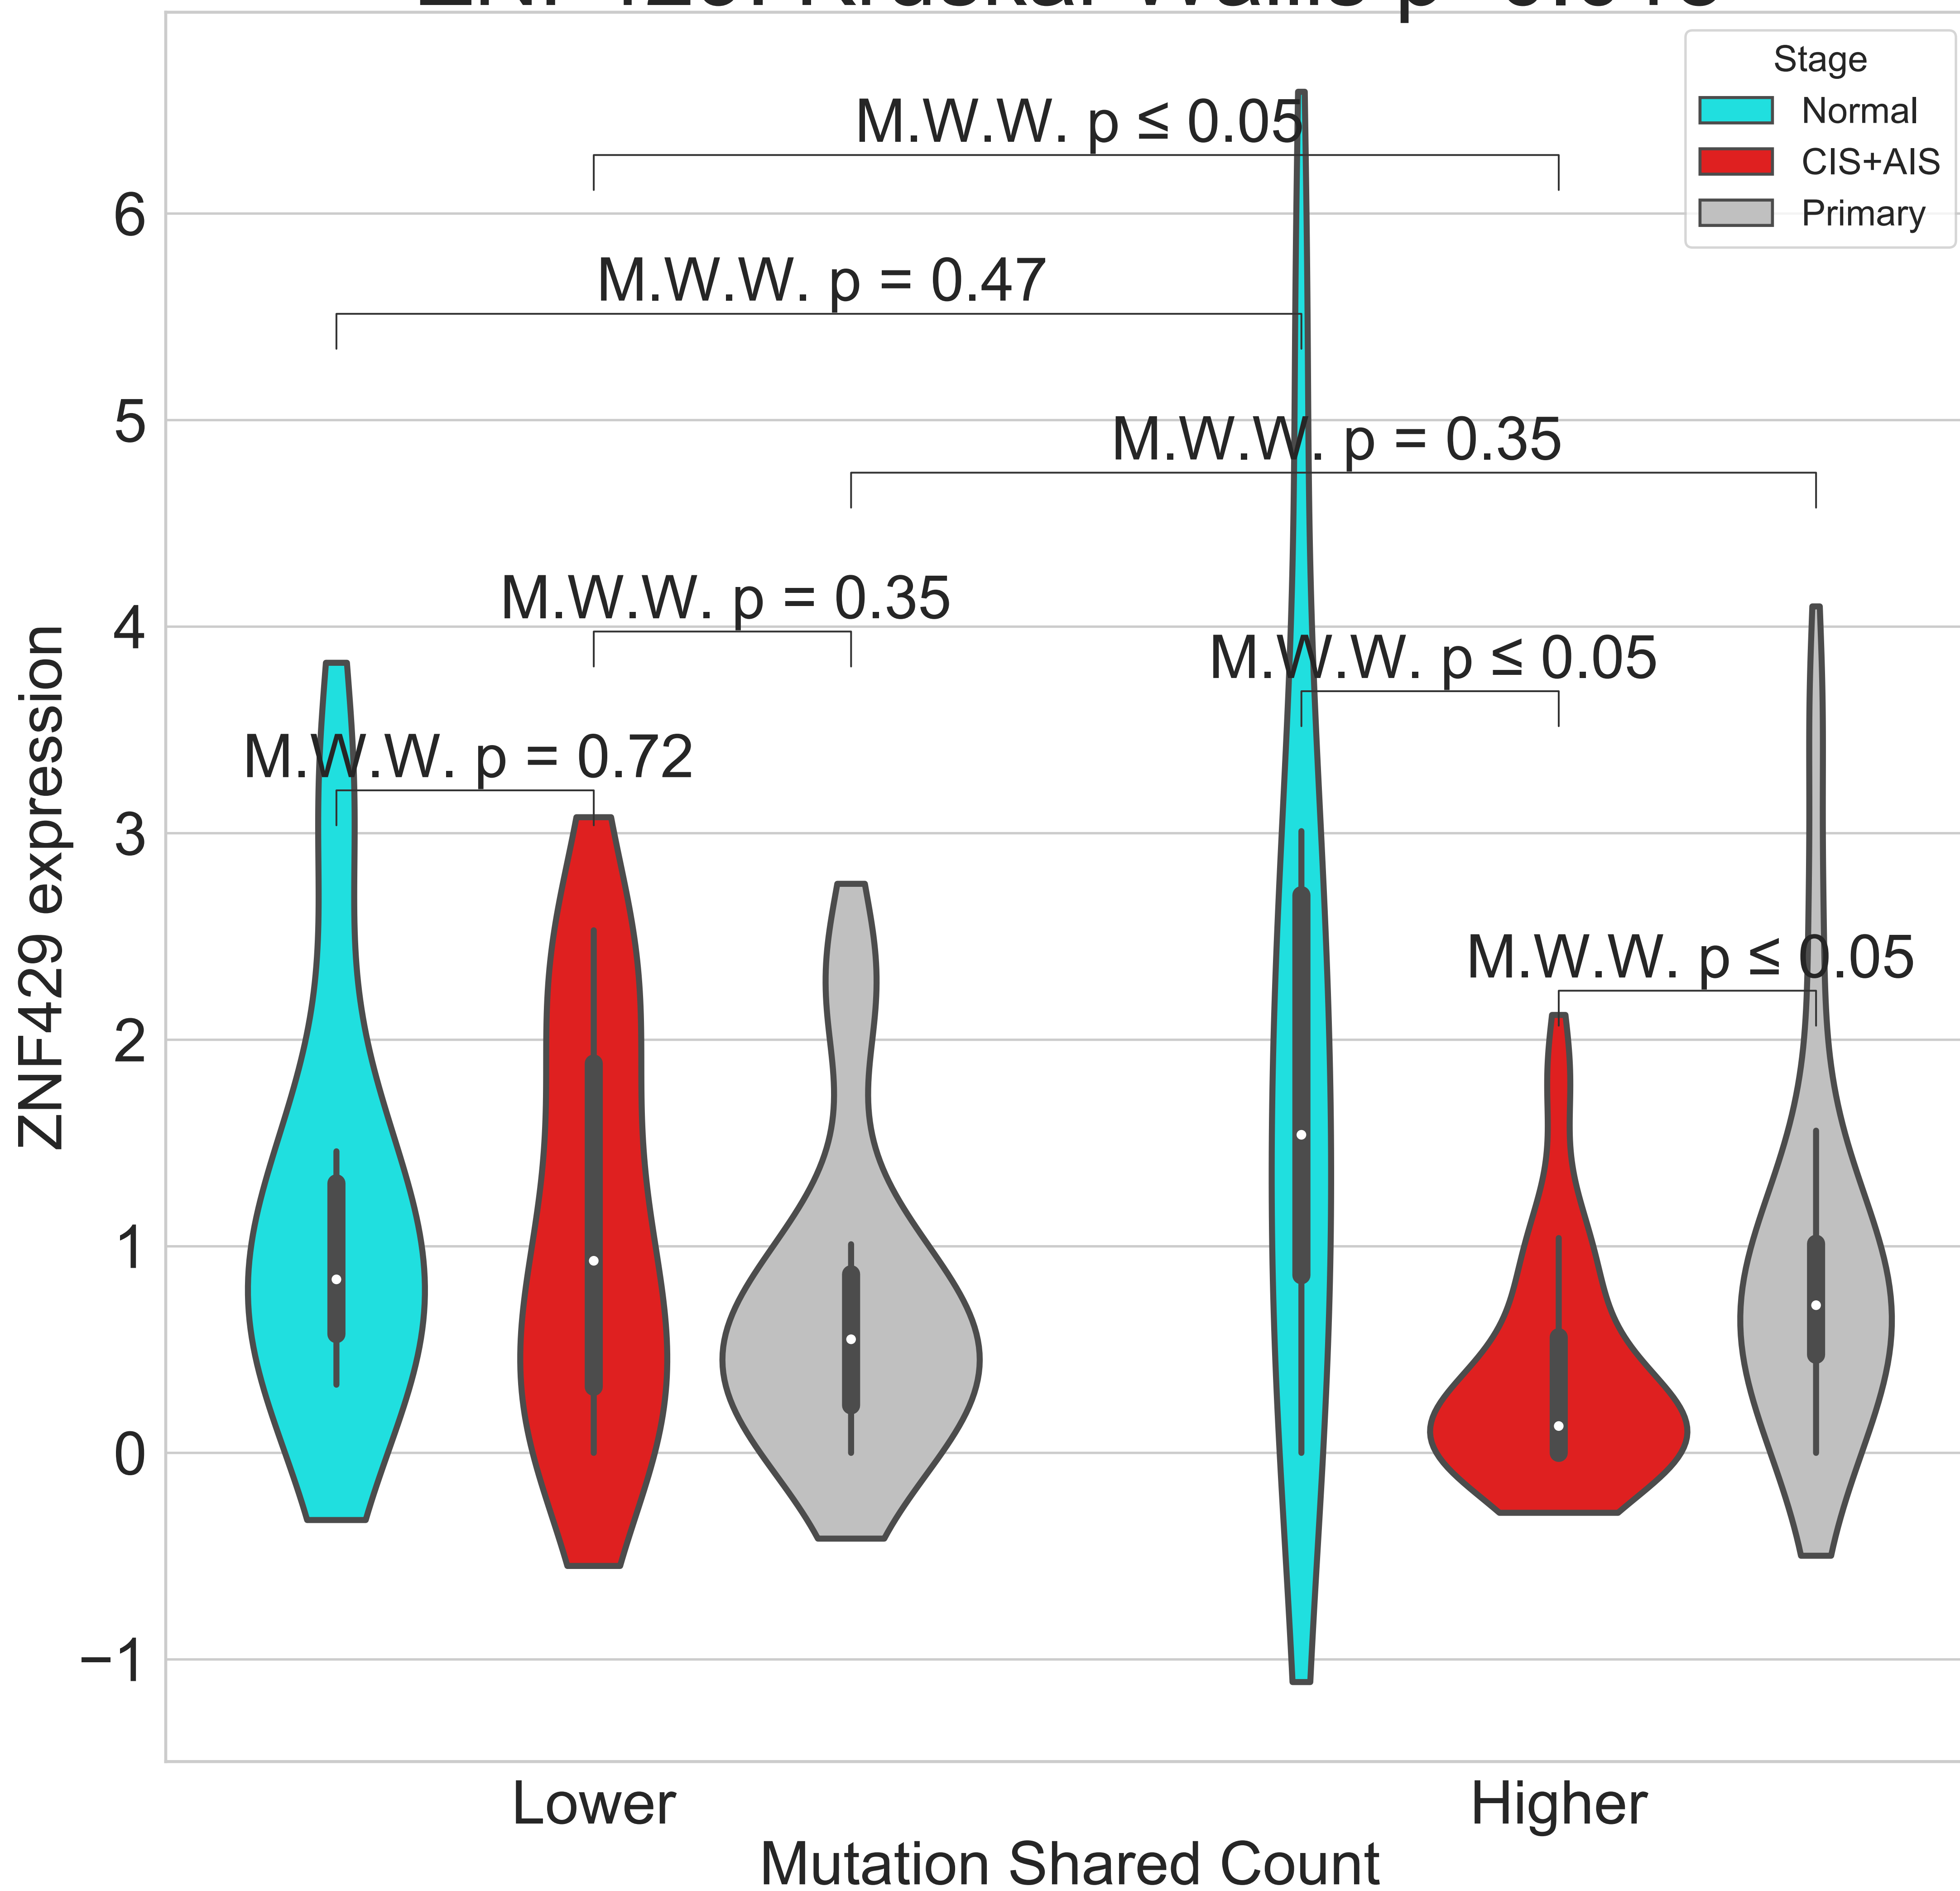 Stage
Normal
CIS+AIS
Primary
M.W.W. p ≤ 0.05
6
M.W.W. p = 0.47
5
M.W.W. p = 0.35
M.W.W. p = 0.35
4
M.W.W. p ≤ 0.05
M.W.W. p = 0.72
3
M.W.W. p ≤ 0.05
2
1
0
−1
ZNF429 expression
Lower
Higher
Mutation Shared Count